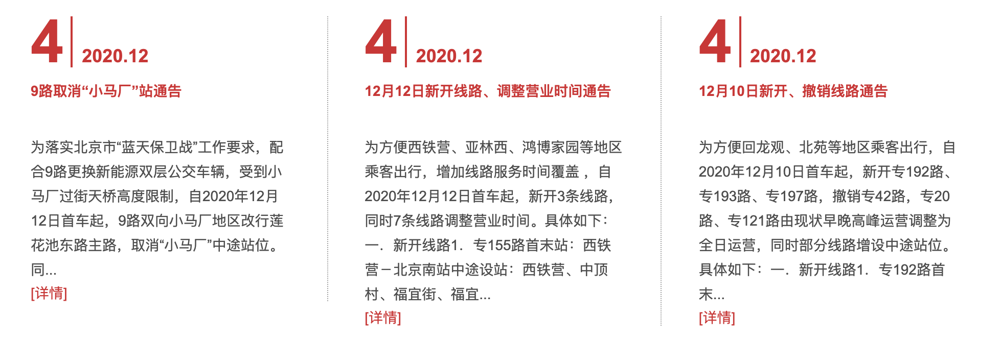 4
2020.12
9路取消“小马厂”站通告
为落实北京市“蓝天保卫战”工作要求，配
合9路更换新能源双层公交车辆，受到小
马厂过街天桥高度限制，自2020年12月
12日首车起，9路双向小马厂地区改行莲
花池东路主路，取消“小马厂”中途站位。
同...
[详情]
4
2020.12
12月12日新开线路、调整营业时间通告
为方便西铁营、亚林西、鸿博家园等地区
乘客出行，增加线路服务时间覆盖 ，自
2020年12月12日首车起，新开3条线路，
同时7条线路调整营业时间。具体如下：
一．新开线路1．专155路首末站：西铁
营－北京南站中途设站：西铁营、中顶
村、福宜街、福宜...
[详情]
4
2020.12
12月10日新开、撤销线路通告
为方便回龙观、北苑等地区乘客出行，自
2020年12月10日首车起，新开专192路、
专193路、专197路，撤销专42路，专20
路、专121路由现状早晚高峰运营调整为
全日运营，同时部分线路增设中途站位。
具体如下：一．新开线路1．专192路首
末...
[详情]